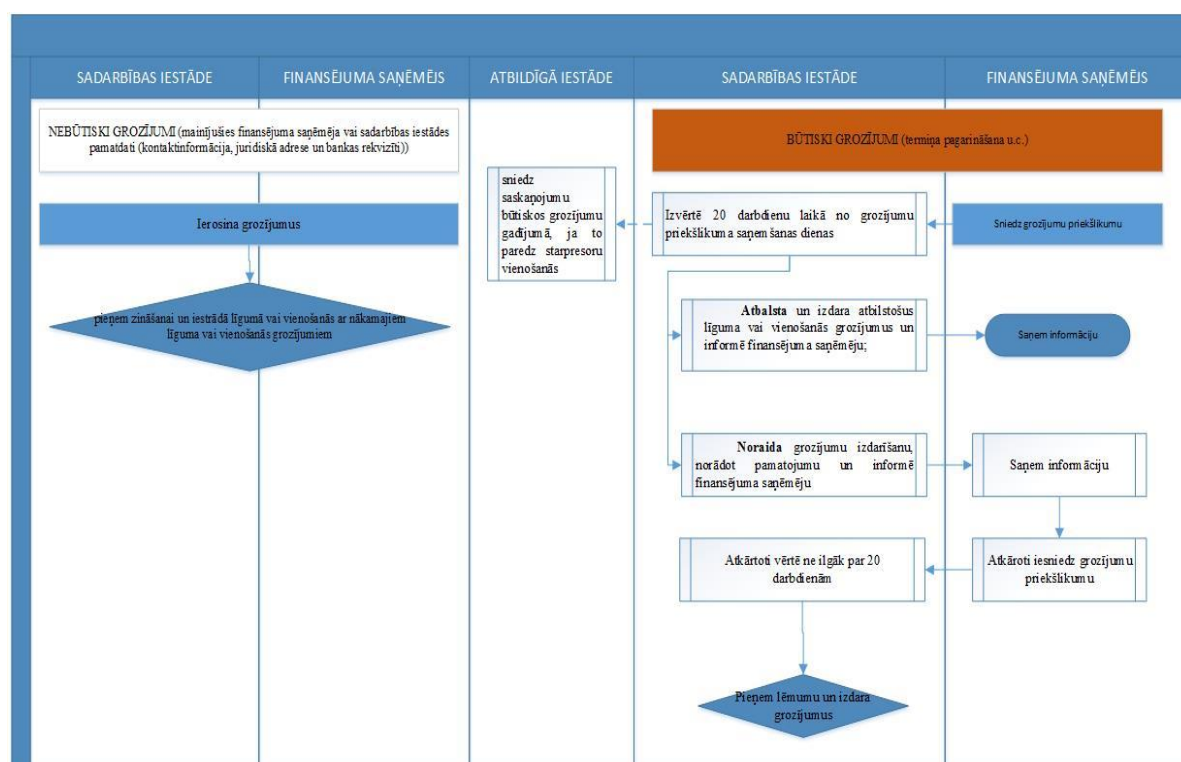 SADARBĪBAS IESTĀDE
FINANSĒJUMA SAŅĒMĒJS
ATBILDĪGĀ IESTĀDE
SADARBĪBAS IESTĀDE
FINANSĒJUMA SAŅĒMĒJS
NEBŪTISKI GROZĪJUMI (mainījušies finansējuma saņēmēja vai sadarbības iestādes
pamatdati (kontaktinformācija, juridiskā adrese un bankas rekvizīti))
BŪTISKI GROZĪJUMI (termiņa pagarināšana u.c.)
Ierosina grozījumus
pieņem zināšanai un iestrādā līgumā vai vienošanās ar nākamajiem
līguma vai vienošanās grozījumiem
sniedz
saskaņojumu
būtiskos grozījumu
gadījumā, ja to
paredz starpresoru
vienošanās
Izvērtē 20 darbdienu laikā no grozījumu
priekšlikuma saņemšanas dienas
Sniedz grozījumu priekšlikumu
Atbalsta un izdara atbilstošus
līguma vai vienošanās grozījumus un
informē finansējuma saņēmēju;
Saņem informāciju
Noraida grozījumu izdarīšanu,
norādot pamatojumu un informē
finansējuma saņēmēju
Saņem informāciju
Atkārtoti vērtē ne ilgāk par 20
darbdienām
Atkāroti iesniedz grozījumu
priekšlikumu
Pieņem lēmumu un izdara
grozījumus